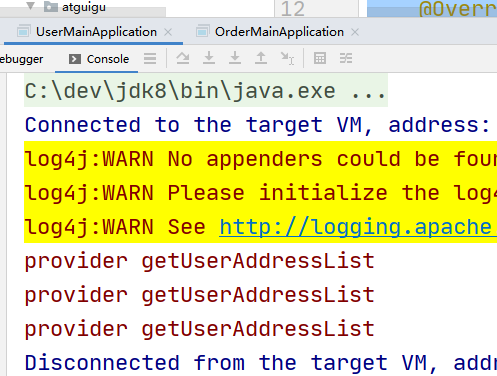 atguigu
12
@Overr
UserMainApplication
OrderMainApplication
ebugger
Console
C:\dev\jdk8\bin\java.exe ...
Connected to the target VM, address:
log4j:WARN No appenders could be foun
log4j:WARN Please initialize the log4
log4j:WARN See http://logging.apache.
provider getUserAddressList
provider getUserAddressList
provider getUserAddressList
Disconnected from the target VM, addr